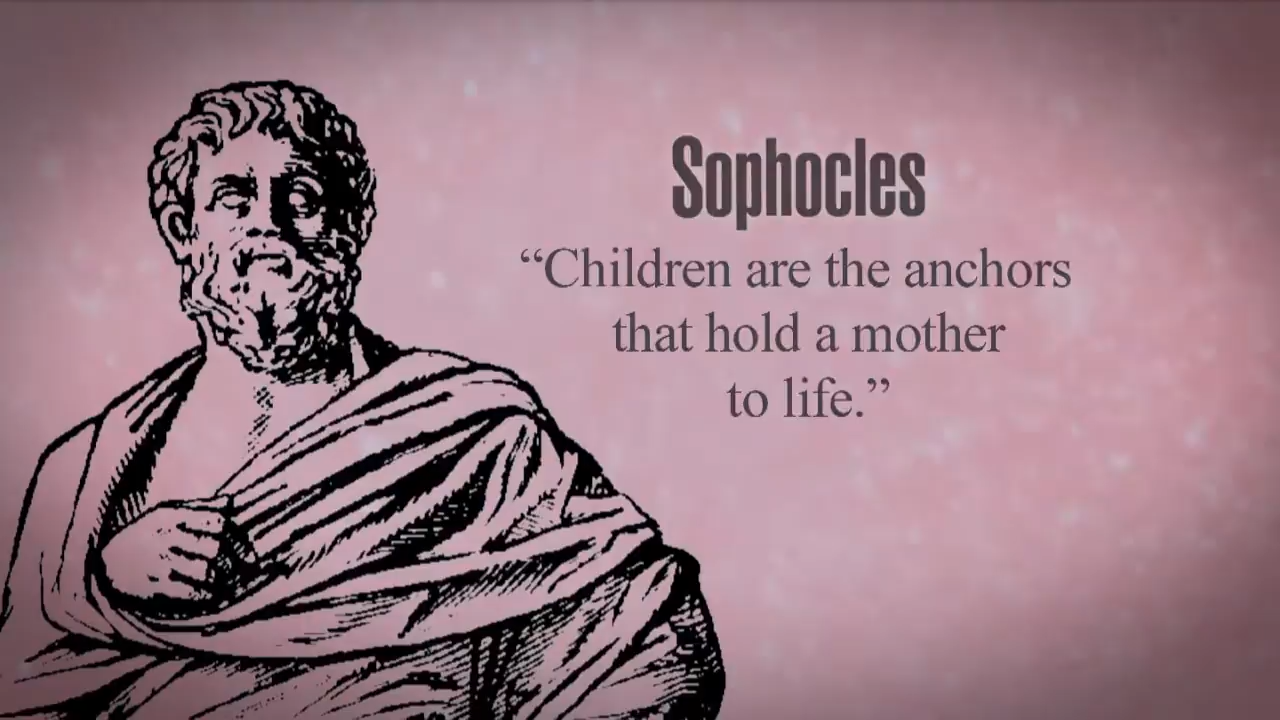 Sophocles
“Children are the anchors
that hold a mother
to life.”